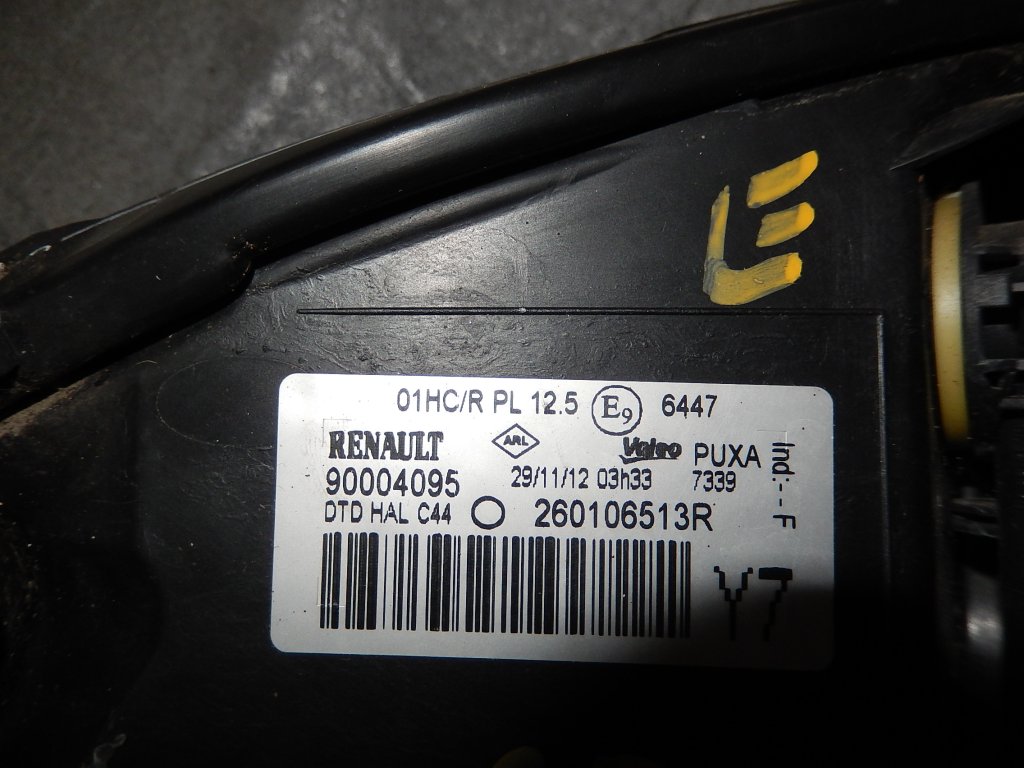 E
01HC/R PL 12.5 E9 6447
RENAULT ARL Valeo PUXA
90004095 29/11/12 03h33 7339
DTD HAL C44 260106513R
Ind:--F
Y7